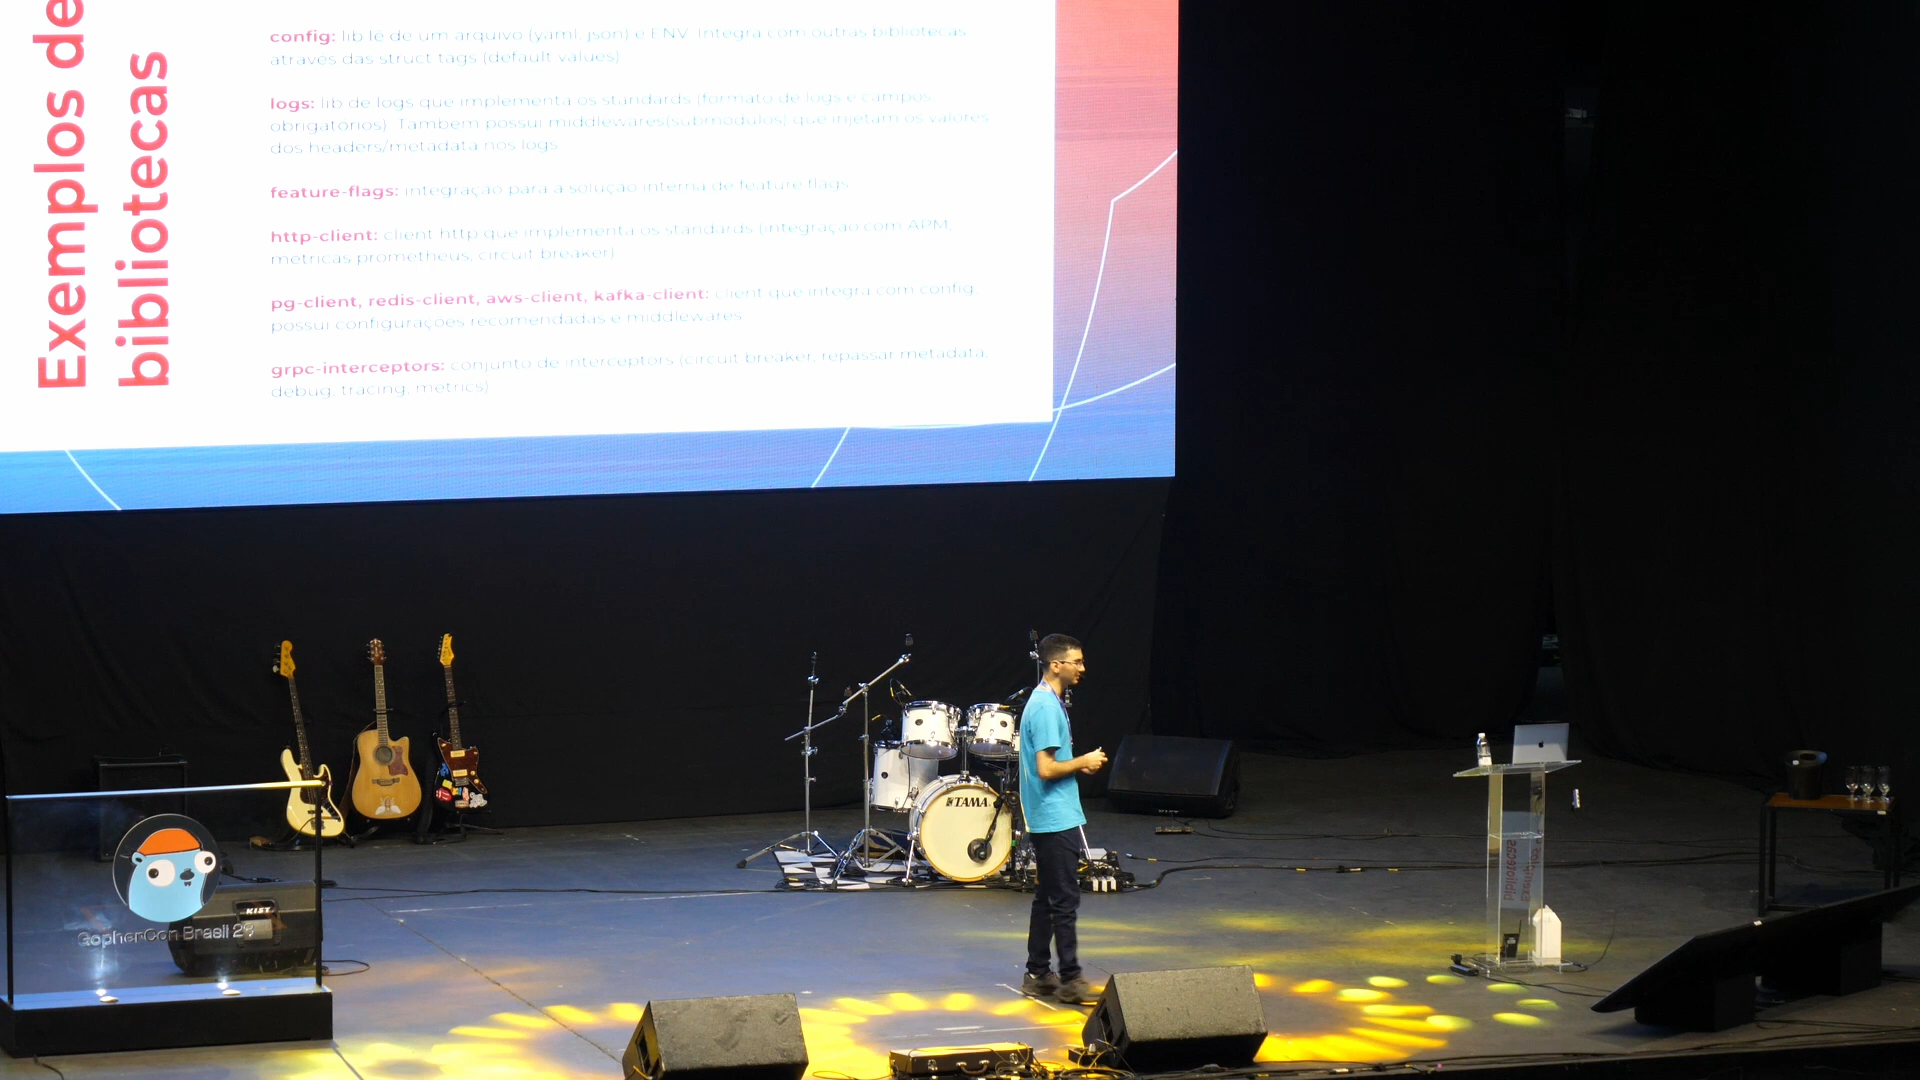 Exemplos de
bibliotecas
config: lib lê de um arquivo (yaml, json) e ENV. Integra com outras bibliotecas
através das struct tags (default values)
logs: lib de logs que implementa os standards (formato de logs e campos
obrigatórios). Também possui middlewares(submódulos) que injetam os valores
dos headers/metadata nos logs
feature-flags: integração para a solução interna de feature flags
http-client: client http que implementa os standards (integração com APM,
métricas prometheus, circuit breaker)
pg-client, redis-client, aws-client, kafka-client: client que integra com config,
possui configurações recomendadas e middlewares
grpc-interceptors: conjunto de interceptors (circuit breaker, repassar metadata,
debug, tracing, metrics)
TAMA
KIST
GopherCon Brasil 23
Exemplos de
bibliotecas